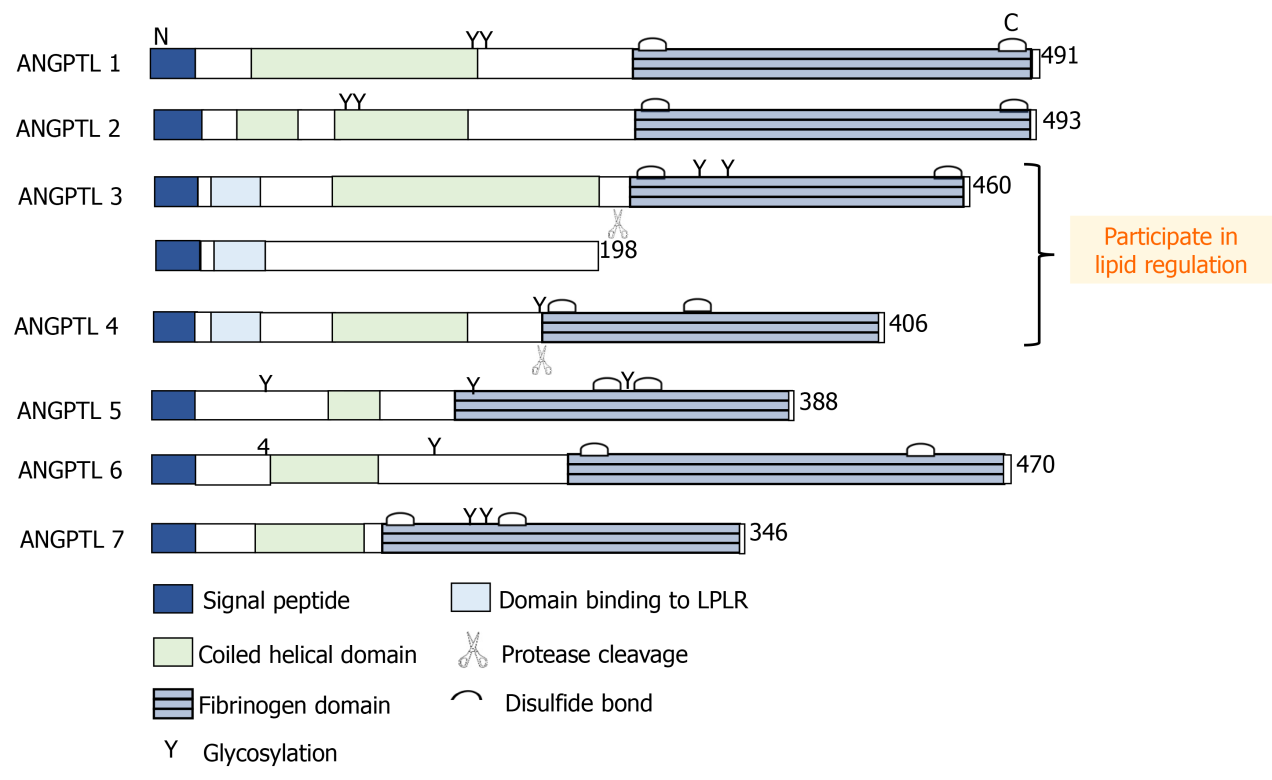 N
C
YY
ANGPTL 1
491
YY
ANGPTL 2
493
Y Y
ANGPTL 3
460
198
Participate in
lipid regulation
Y
ANGPTL 4
406
Y
Y
Y
ANGPTL 5
388
4
Y
ANGPTL 6
470
YY
ANGPTL 7
346
Signal peptide
Domain binding to LPLR
Coiled helical domain
Protease cleavage
Fibrinogen domain
Disulfide bond
Y Glycosylation